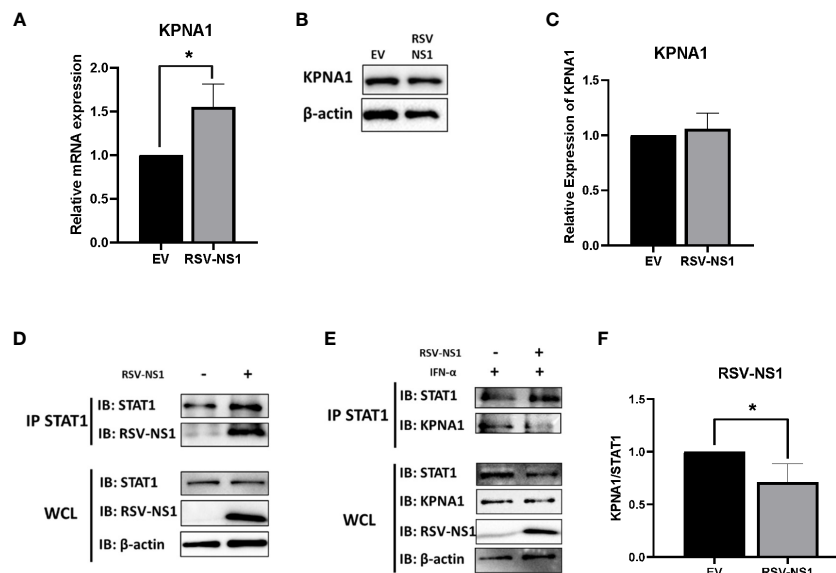 A
KPNA1
*
Relative mRNA expression
2.0
1.5
1.0
0.5
0.0
EV
RSV-NS1
B
EV
RSV
NS1
KPNA1
β-actin
C
KPNA1
Relative Expression of KPNA1
1.5
1.0
0.5
0.0
EV
RSV-NS1
D
RSV-NS1
-
+
IP STAT1
IB: STAT1
IB: RSV-NS1
WCL
IB: STAT1
IB: RSV-NS1
IB: β-actin
E
RSV-NS1
-
+
IFN-α
+
+
IP STAT1
IB: STAT1
IB: KPNA1
WCL
IB: STAT1
IB: KPNA1
IB: RSV-NS1
IB: β-actin
F
RSV-NS1
*
KPNA1/STAT1
1.5
1.0
0.5
0.0
EV
RSV-NS1